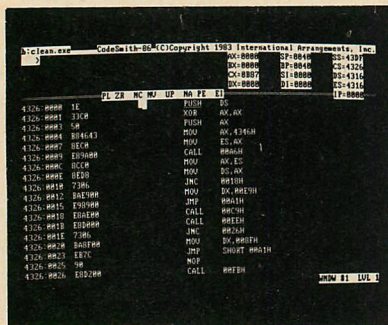 b:clean.exe CodeSmith-86 (C)Copyright 1983 International Arrangements, Inc.
> AX=0000 SP=0040 SS=43DF
BX=0000 BP=0040 CS=4326
CX=0B87 SI=0000 DS=4316
DX=0000 DI=0000 ES=4316
IP=0000
PL ZR NC NV UP NA PE EI
4326:0000 1E PUSH DS
4326:0001 33C0 XOR AX,AX
4326:0003 50 PUSH AX
4326:0004 B84643 MOV AX,4346H
4326:0007 8EC0 MOV ES,AX
4326:0009 E89A00 CALL 00A6H
4326:000C 8CC0 MOV AX,ES
4326:000E 8ED8 MOV DS,AX
4326:0010 7306 JNC 0018H
4326:0012 BAE900 MOV DX,00E9H
4326:0015 E98900 JMP 00A1H
4326:0018 E8AE00 CALL 00C9H
4326:001B E8D000 CALL 00EEH
4326:001E 7306 JNC 0026H
4326:0020 BA8F00 MOV DX,008FH
4326:0023 EB7C JMP SHORT 00A1H
4326:0025 90 NOP
4326:0026 E8D200 CALL 00FBH
WNDW #1 LVL 1